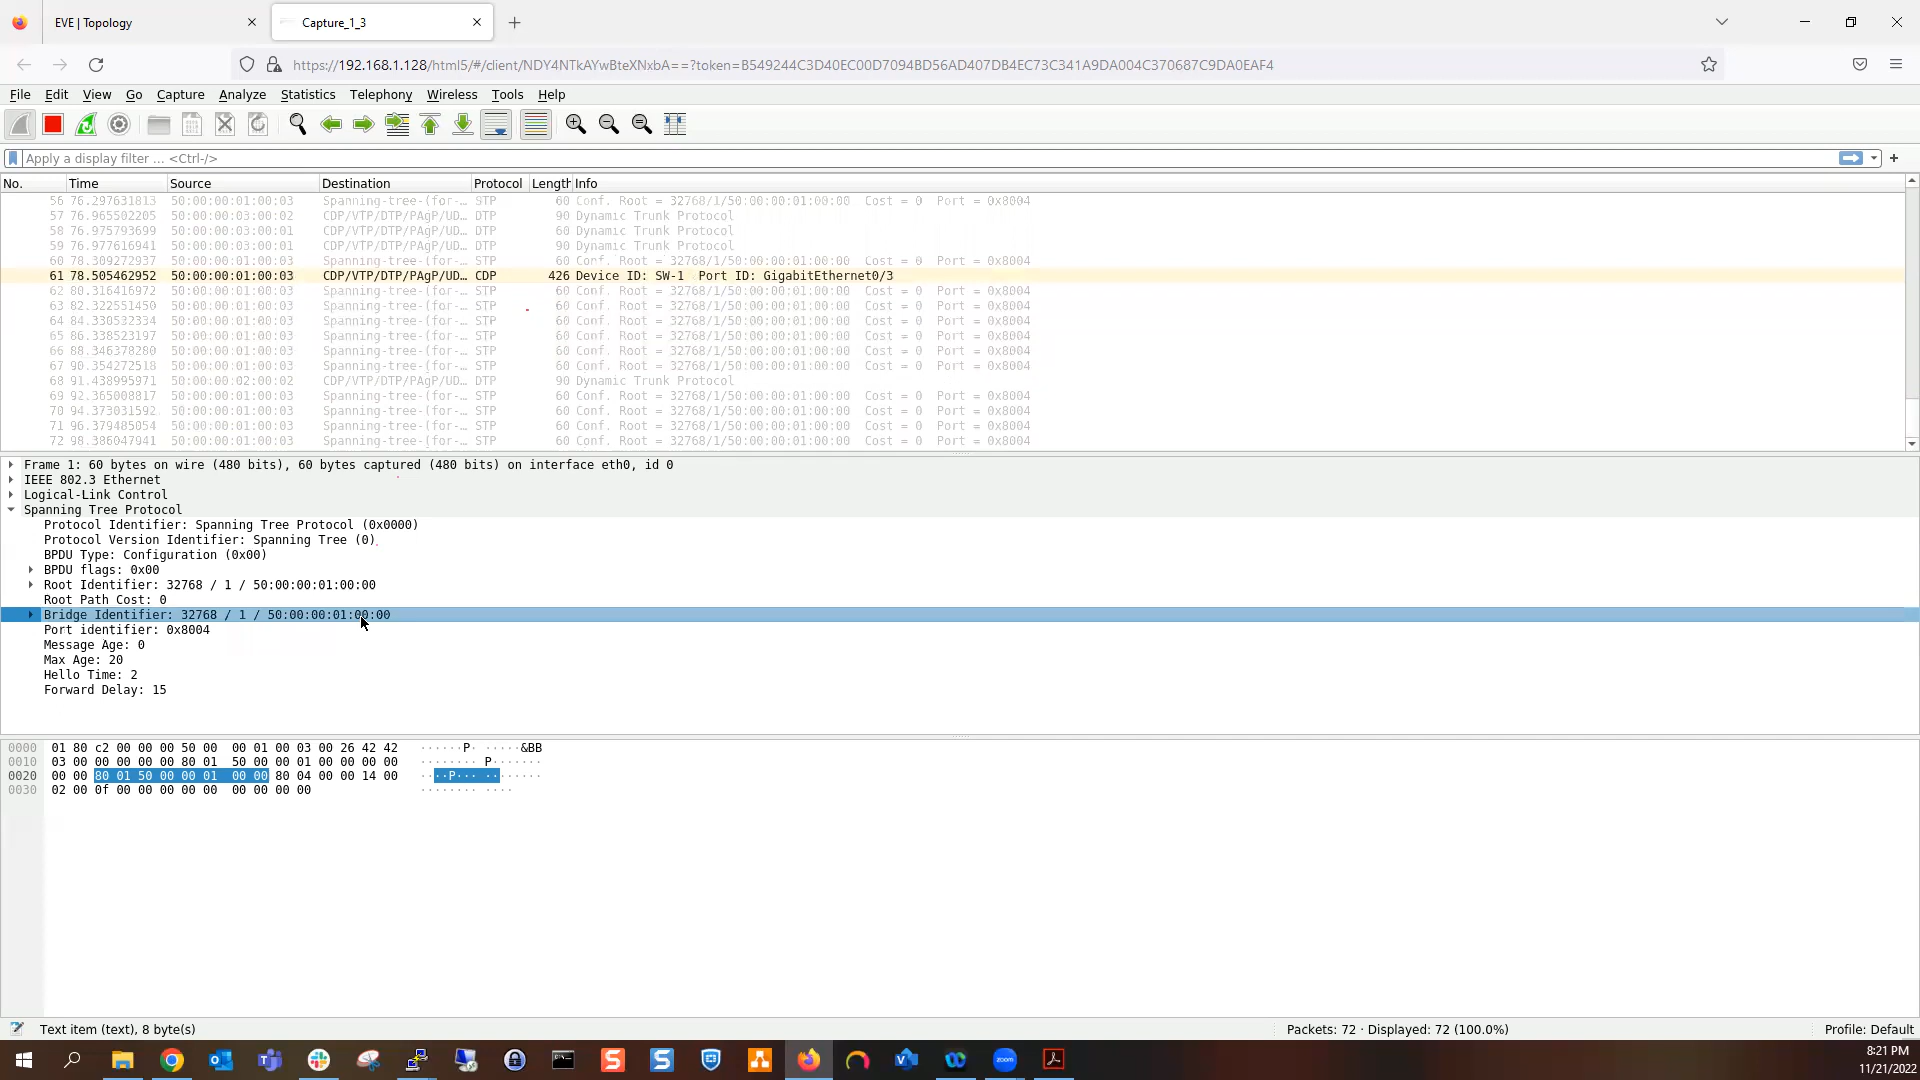 EVE | Topology
Capture_1_3
https://192.168.1.128/html5/#/client/NDY4NTkAYwBteXNxbA==?token=B549244C3D40EC00D7094BD56AD407DB4EC73C341A9DA004C370687C9DA0EAF4
File Edit View Go Capture Analyze Statistics Telephony Wireless Tools Help
Apply a display filter ... <Ctrl-/>
No. Time Source Destination Protocol Length Info
56 76.297631813 50:00:00:01:00:03 Spanning-tree-(for-… STP 60 Conf. Root = 32768/1/50:00:00:01:00:00 Cost = 0 Port = 0x8004
57 76.965502205 50:00:00:03:00:02 CDP/VTP/DTP/PAgP/UD… DTP 90 Dynamic Trunk Protocol
58 76.975793699 50:00:00:03:00:01 CDP/VTP/DTP/PAgP/UD… DTP 60 Dynamic Trunk Protocol
59 76.977616941 50:00:00:03:00:01 CDP/VTP/DTP/PAgP/UD… DTP 90 Dynamic Trunk Protocol
60 78.309272937 50:00:00:01:00:03 Spanning-tree-(for-… STP 60 Conf. Root = 32768/1/50:00:00:01:00:00 Cost = 0 Port = 0x8004
61 78.505462952 50:00:00:01:00:03 CDP/VTP/DTP/PAgP/UD… CDP 426 Device ID: SW-1 Port ID: GigabitEthernet0/3
62 80.316416972 50:00:00:01:00:03 Spanning-tree-(for-… STP 60 Conf. Root = 32768/1/50:00:00:01:00:00 Cost = 0 Port = 0x8004
63 82.322551450 50:00:00:01:00:03 Spanning-tree-(for-… STP 60 Conf. Root = 32768/1/50:00:00:01:00:00 Cost = 0 Port = 0x8004
64 84.330532334 50:00:00:01:00:03 Spanning-tree-(for-… STP 60 Conf. Root = 32768/1/50:00:00:01:00:00 Cost = 0 Port = 0x8004
65 86.338523197 50:00:00:01:00:03 Spanning-tree-(for-… STP 60 Conf. Root = 32768/1/50:00:00:01:00:00 Cost = 0 Port = 0x8004
66 88.346378280 50:00:00:01:00:03 Spanning-tree-(for-… STP 60 Conf. Root = 32768/1/50:00:00:01:00:00 Cost = 0 Port = 0x8004
67 90.354272518 50:00:00:01:00:03 Spanning-tree-(for-… STP 60 Conf. Root = 32768/1/50:00:00:01:00:00 Cost = 0 Port = 0x8004
68 91.438995971 50:00:00:02:00:02 CDP/VTP/DTP/PAgP/UD… DTP 90 Dynamic Trunk Protocol
69 92.365008817 50:00:00:01:00:03 Spanning-tree-(for-… STP 60 Conf. Root = 32768/1/50:00:00:01:00:00 Cost = 0 Port = 0x8004
70 94.373031592 50:00:00:01:00:03 Spanning-tree-(for-… STP 60 Conf. Root = 32768/1/50:00:00:01:00:00 Cost = 0 Port = 0x8004
71 96.379485054 50:00:00:01:00:03 Spanning-tree-(for-… STP 60 Conf. Root = 32768/1/50:00:00:01:00:00 Cost = 0 Port = 0x8004
72 98.386047941 50:00:00:01:00:03 Spanning-tree-(for-… STP 60 Conf. Root = 32768/1/50:00:00:01:00:00 Cost = 0 Port = 0x8004
Frame 1: 60 bytes on wire (480 bits), 60 bytes captured (480 bits) on interface eth0, id 0
IEEE 802.3 Ethernet
Logical-Link Control
Spanning Tree Protocol
Protocol Identifier: Spanning Tree Protocol (0x0000)
Protocol Version Identifier: Spanning Tree (0)
BPDU Type: Configuration (0x00)
BPDU flags: 0x00
Root Identifier: 32768 / 1 / 50:00:00:01:00:00
Root Path Cost: 0
Bridge Identifier: 32768 / 1 / 50:00:00:01:00:00
Port identifier: 0x8004
Message Age: 0
Max Age: 20
Hello Time: 2
Forward Delay: 15
0000 01 80 c2 00 00 00 50 00 00 01 00 03 00 26 42 42 ······P· ·····&BB
0010 03 00 00 00 00 00 80 01 50 00 00 01 00 00 00 00 ········ P·······
0020 00 00 80 01 50 00 00 01 00 00 80 04 00 00 14 00 ····P··· ········
0030 02 00 0f 00 00 00 00 00 00 00 00 00 ········ ····
Text item (text), 8 byte(s)
Packets: 72 · Displayed: 72 (100.0%)
Profile: Default
zoom
8:21 PM
11/21/2022